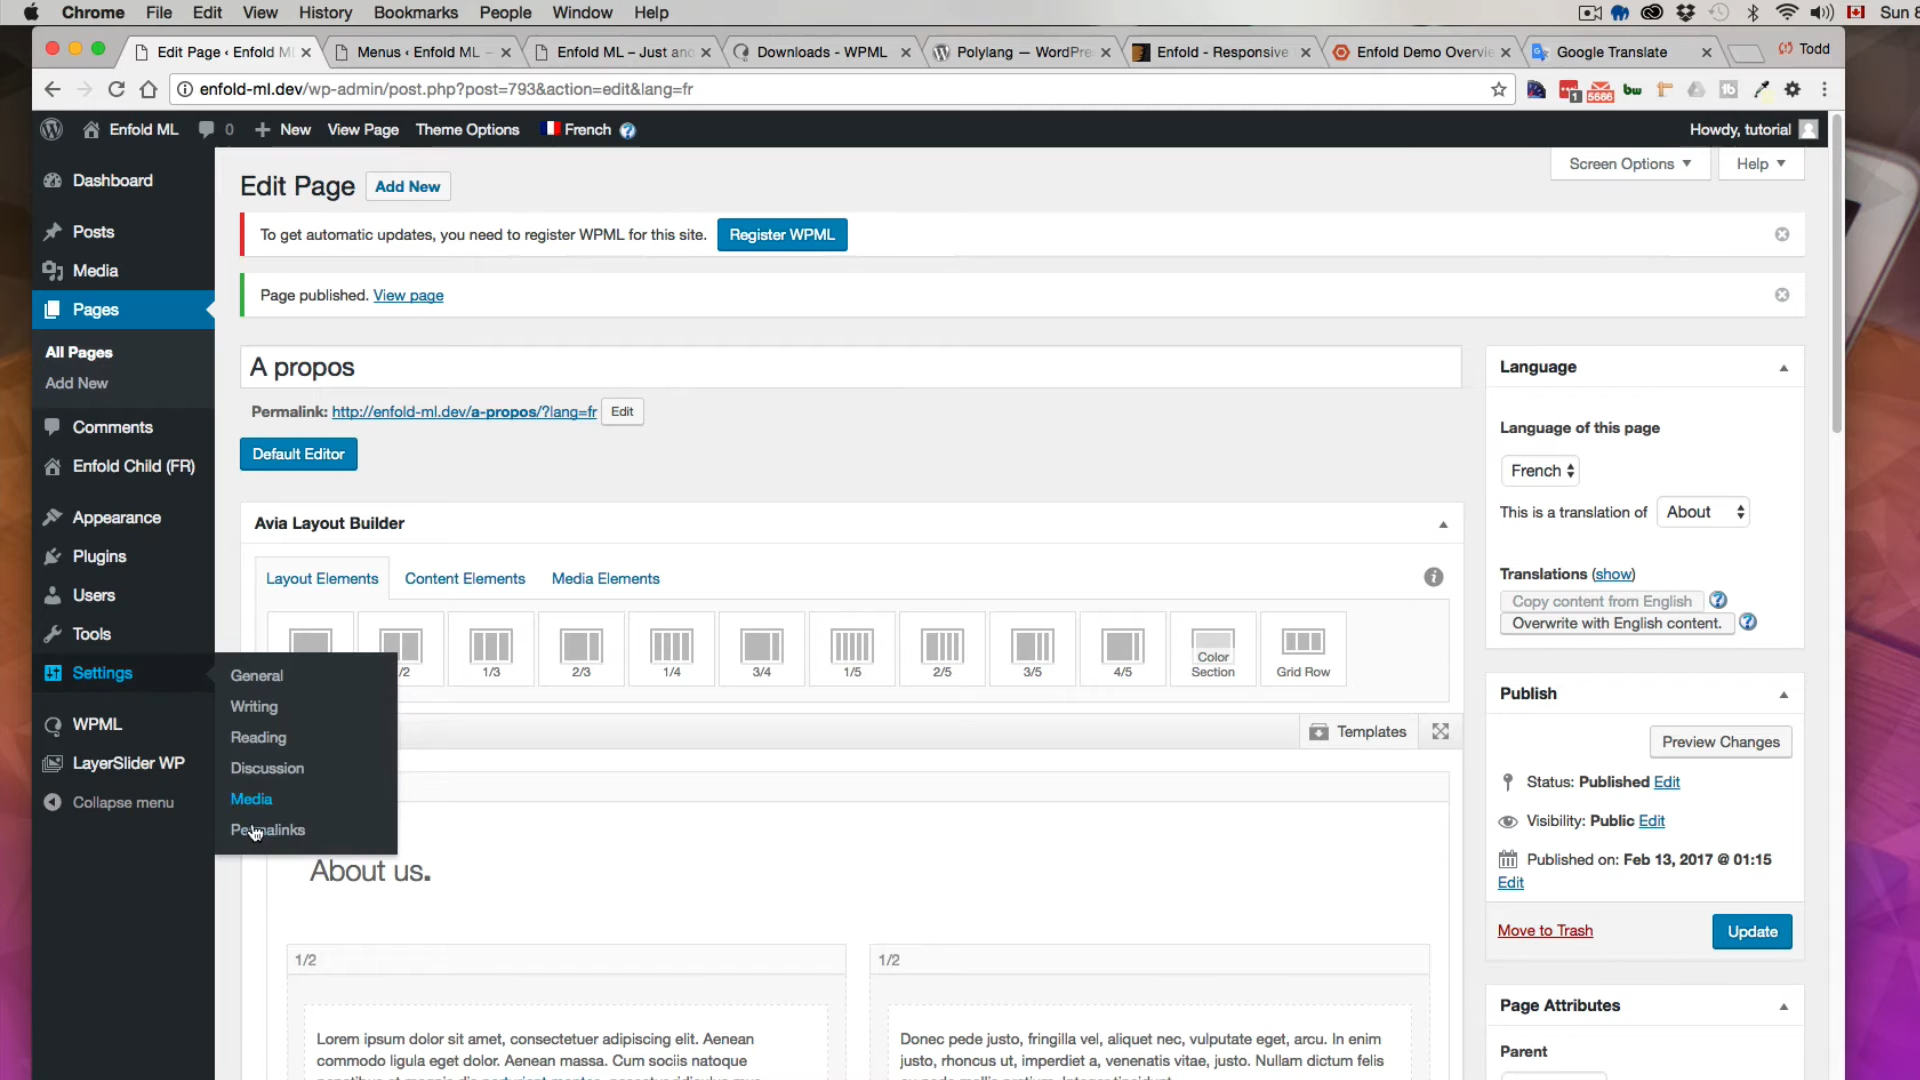 Chrome File Edit View History Bookmarks People Window Help Sun 8
Edit Page ‹ Enfold M Menus ‹ Enfold ML – Enfold ML – Just and Downloads - WPML Polylang — WordPre Enfold - Responsive Enfold Demo Overvie Google Translate Todd
enfold-ml.dev/wp-admin/post.php?post=793&action=edit&lang=fr 1 5686 bw
Enfold ML 0 New View Page Theme Options French ? Howdy, tutorial
Screen Options Help
Dashboard
Posts
Media
Pages
All Pages
Add New
Comments
Enfold Child (FR)
Appearance
Plugins
Users
Tools
Settings
WPML
LayerSlider WP
Collapse menu
General
Writing
Reading
Discussion
Media
Permalinks
Edit Page Add New
To get automatic updates, you need to register WPML for this site. Register WPML
Page published. View page
A propos
Permalink: http://enfold-ml.dev/a-propos/?lang=fr Edit
Default Editor
Avia Layout Builder
Layout Elements Content Elements Media Elements i
/2 1/3 2/3 1/4 3/4 1/5 2/5 3/5 4/5 Color Section Grid Row
Templates
About us.
1/2 1/2
Lorem ipsum dolor sit amet, consectetuer adipiscing elit. Aenean
commodo ligula eget dolor. Aenean massa. Cum sociis natoque
Donec pede justo, fringilla vel, aliquet nec, vulputate eget, arcu. In enim
justo, rhoncus ut, imperdiet a, venenatis vitae, justo. Nullam dictum felis
Language
Language of this page
French
This is a translation of About
Translations (show)
Copy content from English ?
Overwrite with English content. ?
Publish
Preview Changes
Status: Published Edit
Visibility: Public Edit
Published on: Feb 13, 2017 @ 01:15
Edit
Move to Trash Update
Page Attributes
Parent